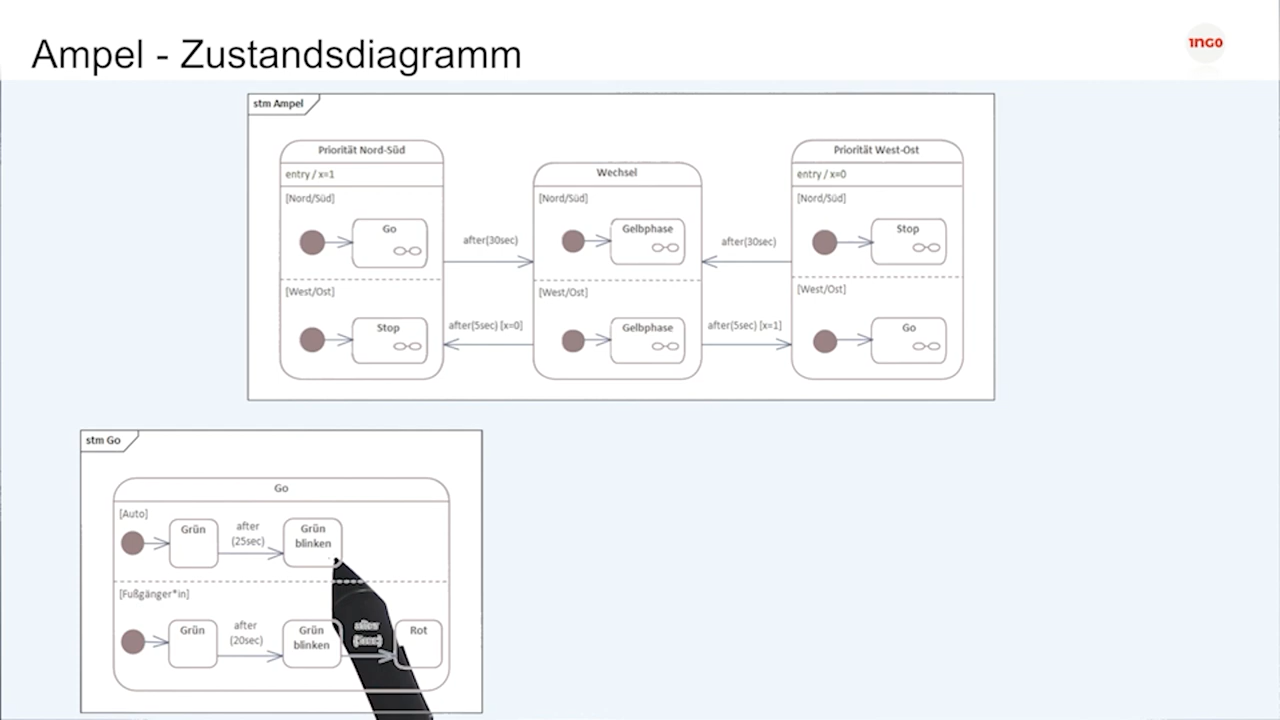 Ampel - Zustandsdiagramm
1NGO
stm Ampel
Priorität Nord-Süd
entry / x=1
[Nord/Süd]
Go
[West/Ost]
Stop
after(30sec)
after(5sec) [x=0]
Wechsel
[Nord/Süd]
Gelbphase
[West/Ost]
Gelbphase
after(30sec)
after(5sec) [x=1]
Priorität West-Ost
entry / x=0
[Nord/Süd]
Stop
[West/Ost]
Go
stm Go
Go
[Auto]
Grün
after
(25sec)
Grün
blinken
[Fußgänger*in]
Grün
after
(20sec)
Grün
blinken
after
Rot